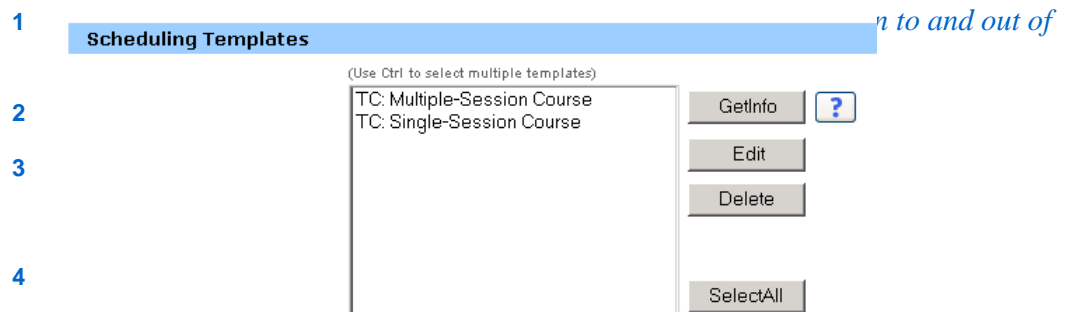 1
to and out of
Scheduling Templates
(Use Ctrl to select multiple templates)
TC: Multiple-Session Course
GetInfo
?
2
TC: Single-Session Course
Edit
3
Delete
4
SelectAll